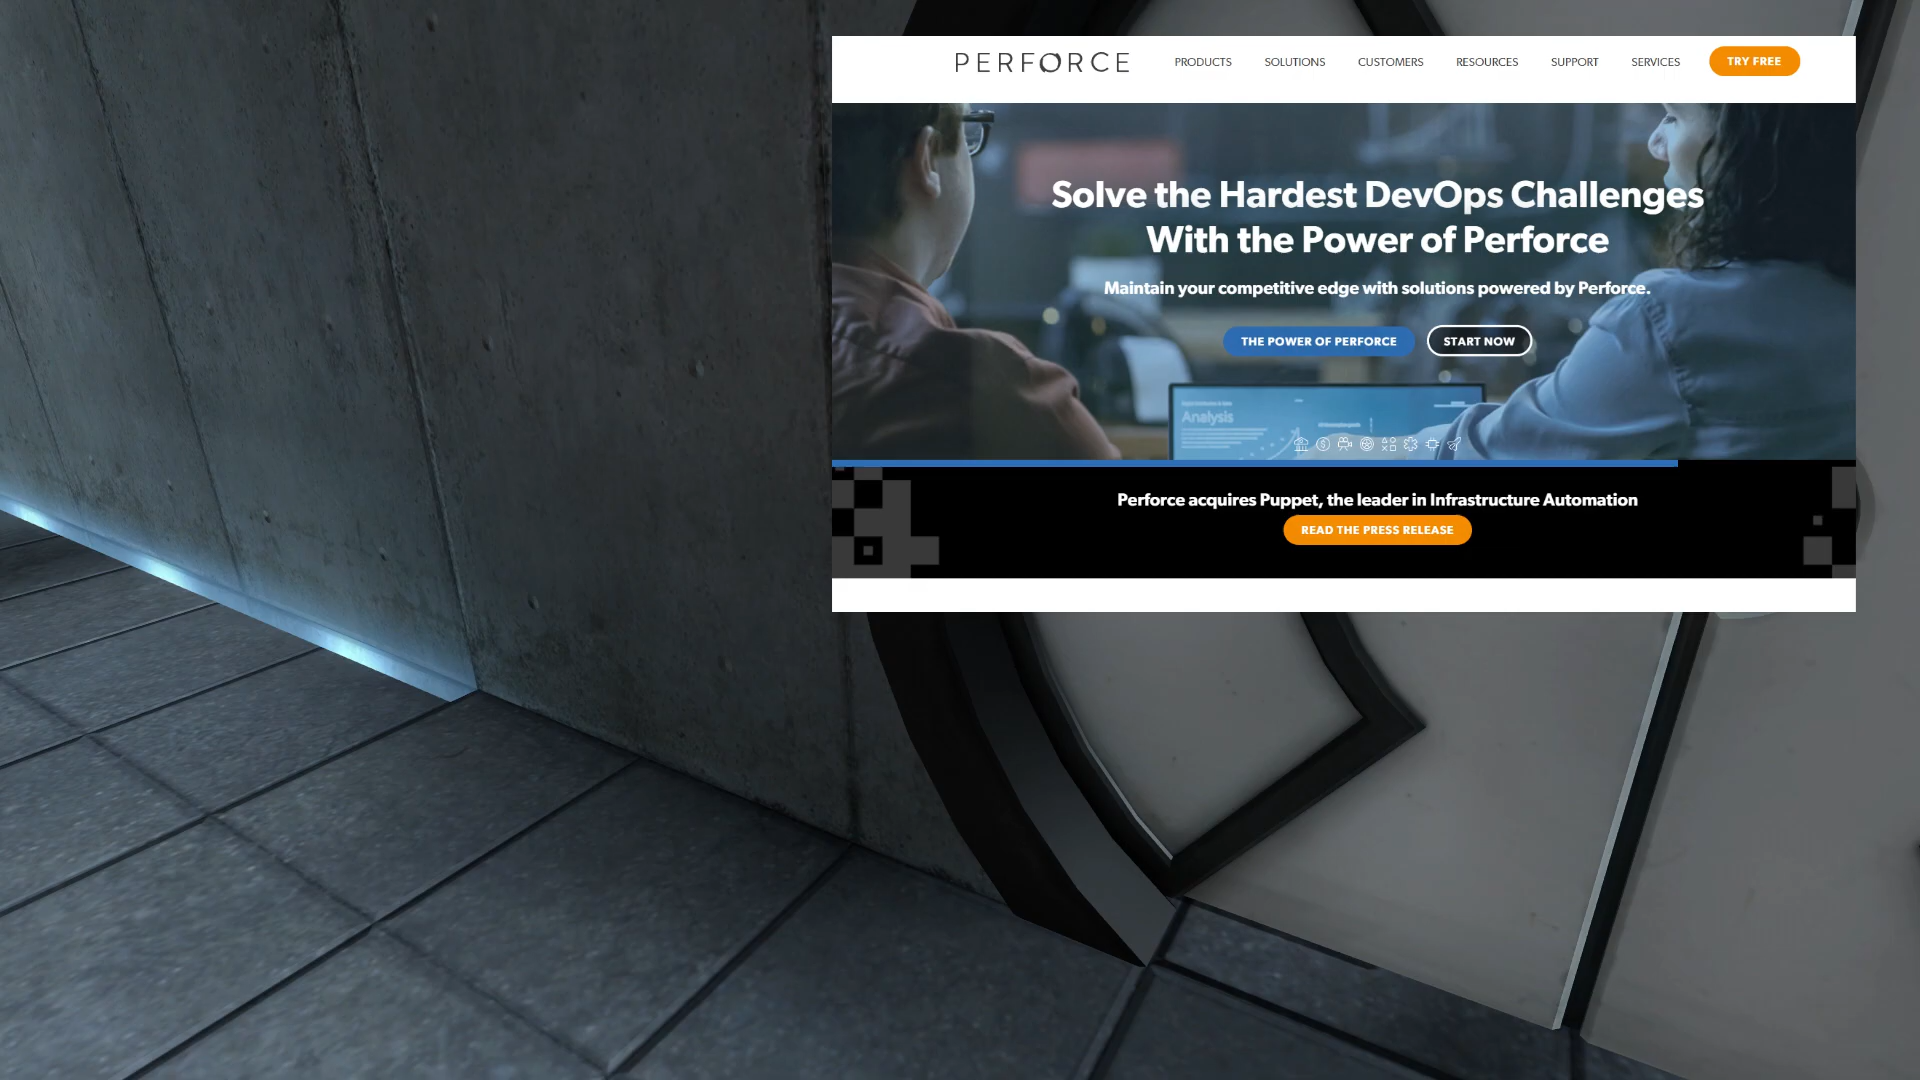 PERFORCE
PRODUCTS
SOLUTIONS
CUSTOMERS
RESOURCES
SUPPORT
SERVICES
TRY FREE
Solve the Hardest DevOps Challenges
With the Power of Perforce
Maintain your competitive edge with solutions powered by Perforce.
THE POWER OF PERFORCE
START NOW
Analysis
Perforce acquires Puppet, the leader in Infrastructure Automation
READ THE PRESS RELEASE